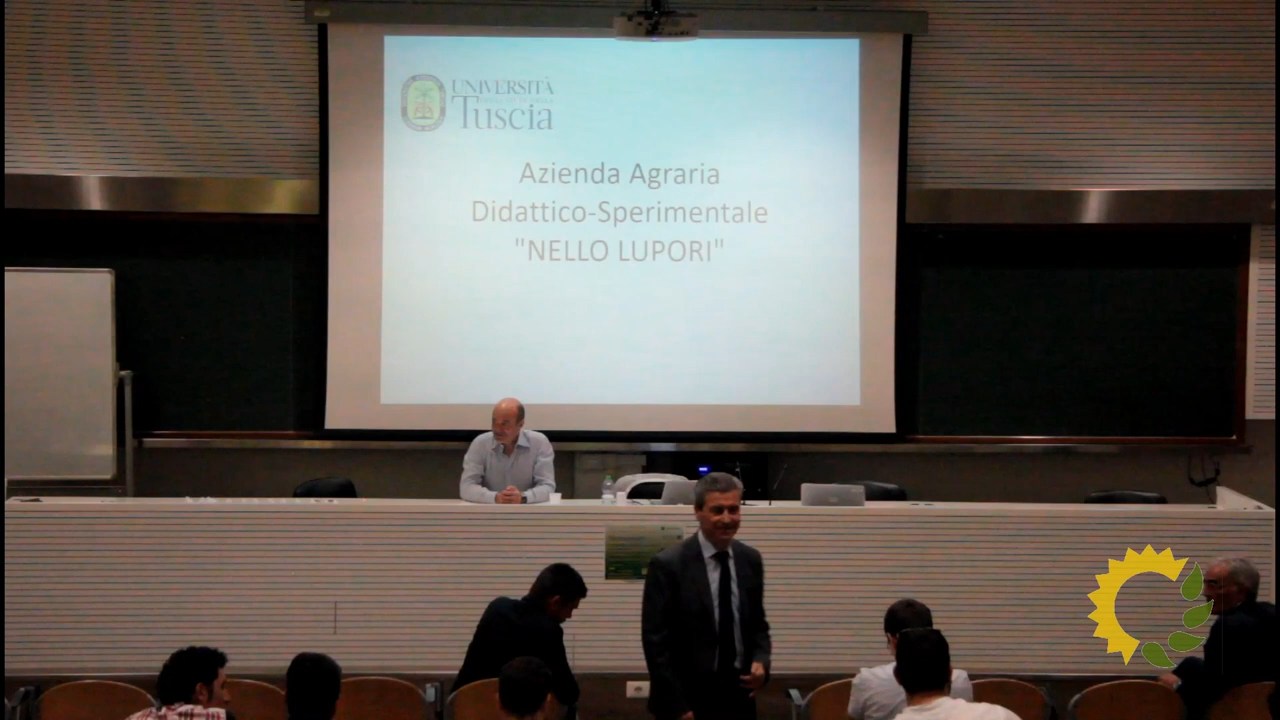 UNIVERSITÀ
Tuscia
Azienda Agraria
Didattico-Sperimentale
"NELLO LUPORI"